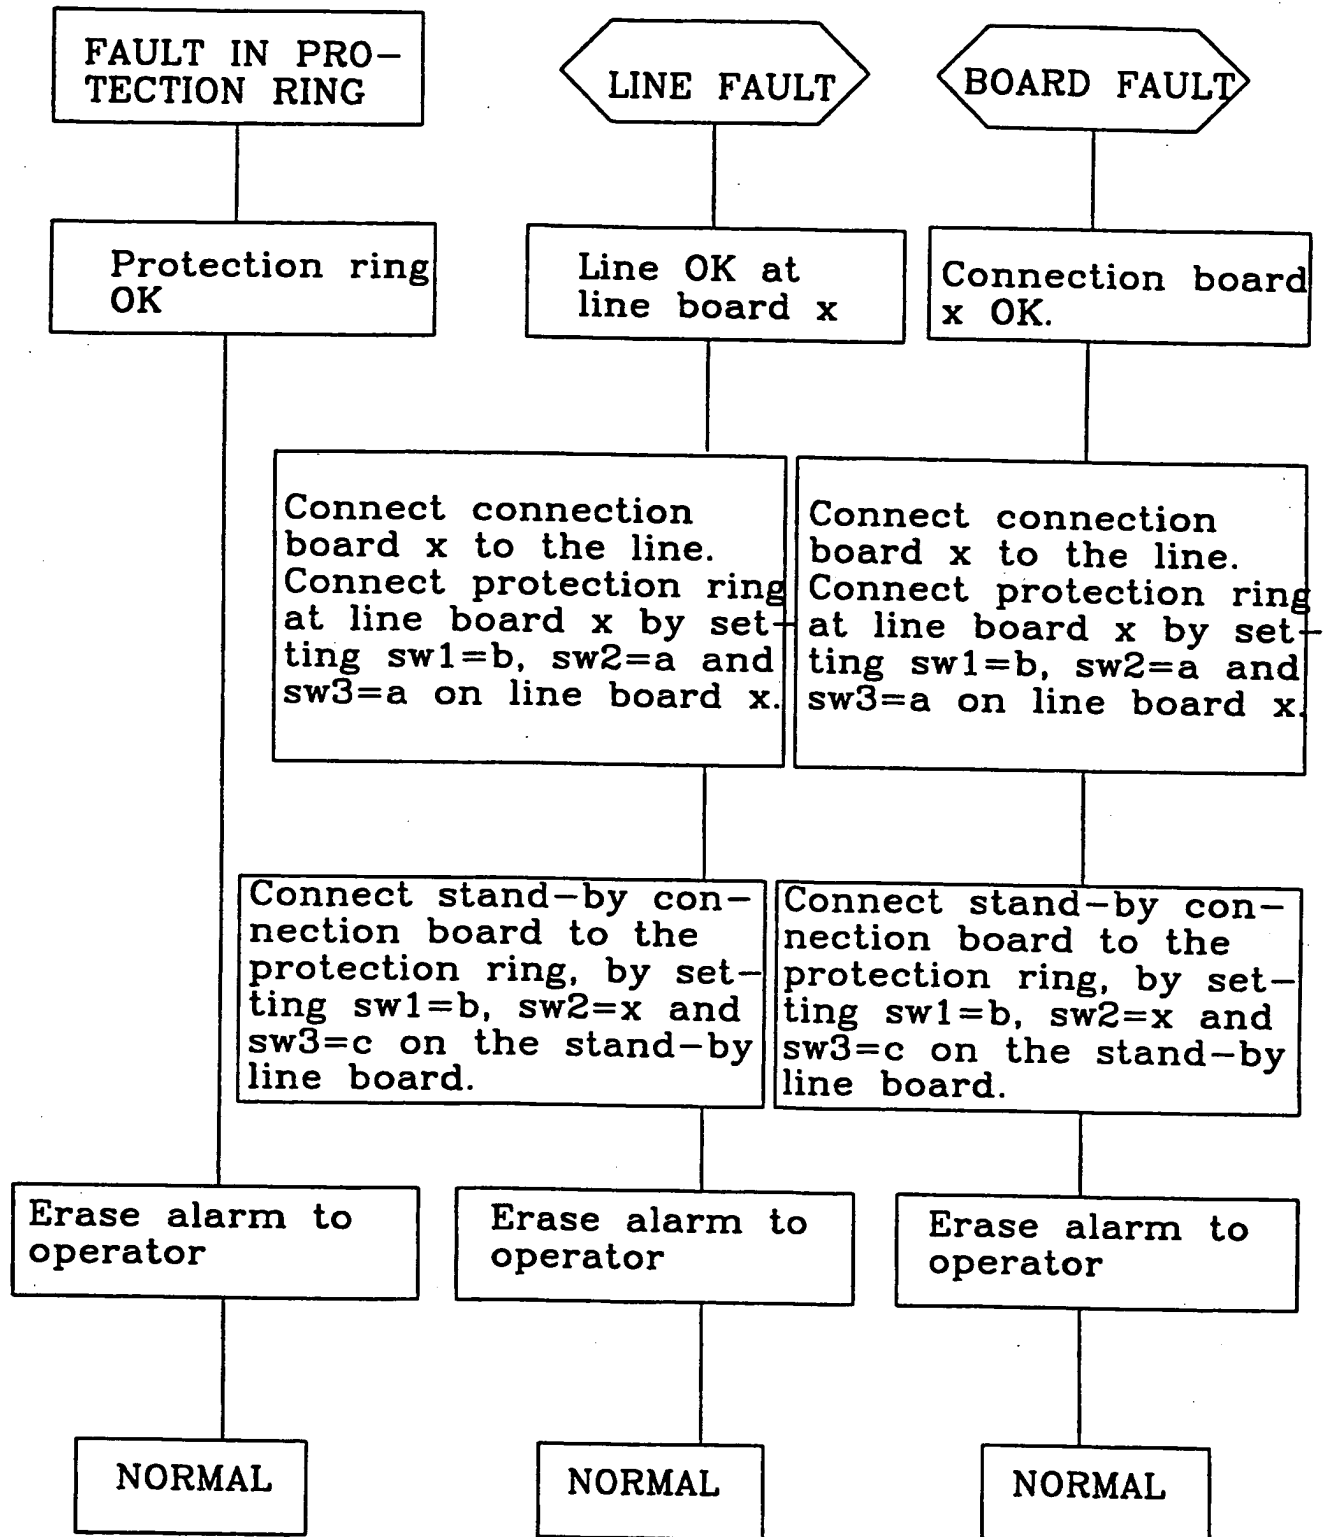 FAULT IN PRO-
TECTION RING
Protection ring
OK
Erase alarm to
operator
NORMAL
LINE FAULT
Line OK at
line board x
Connect connection
board x to the line.
Connect protection ring
at line board x by set-
ting sw1=b, sw2=a and
sw3=a on line board x.
Connect stand-by con-
nection board to the
protection ring, by set-
ting sw1=b, sw2=x and
sw3=c on the stand-by
line board.
Erase alarm to
operator
NORMAL
BOARD FAULT
Connection board
x OK.
Connect connection
board x to the line.
Connect protection ring
at line board x by set-
ting sw1=b, sw2=a and
sw3=a on line board x.
Connect stand-by con-
nection board to the
protection ring, by set-
ting sw1=b, sw2=x and
sw3=c on the stand-by
line board.
Erase alarm to
operator
NORMAL